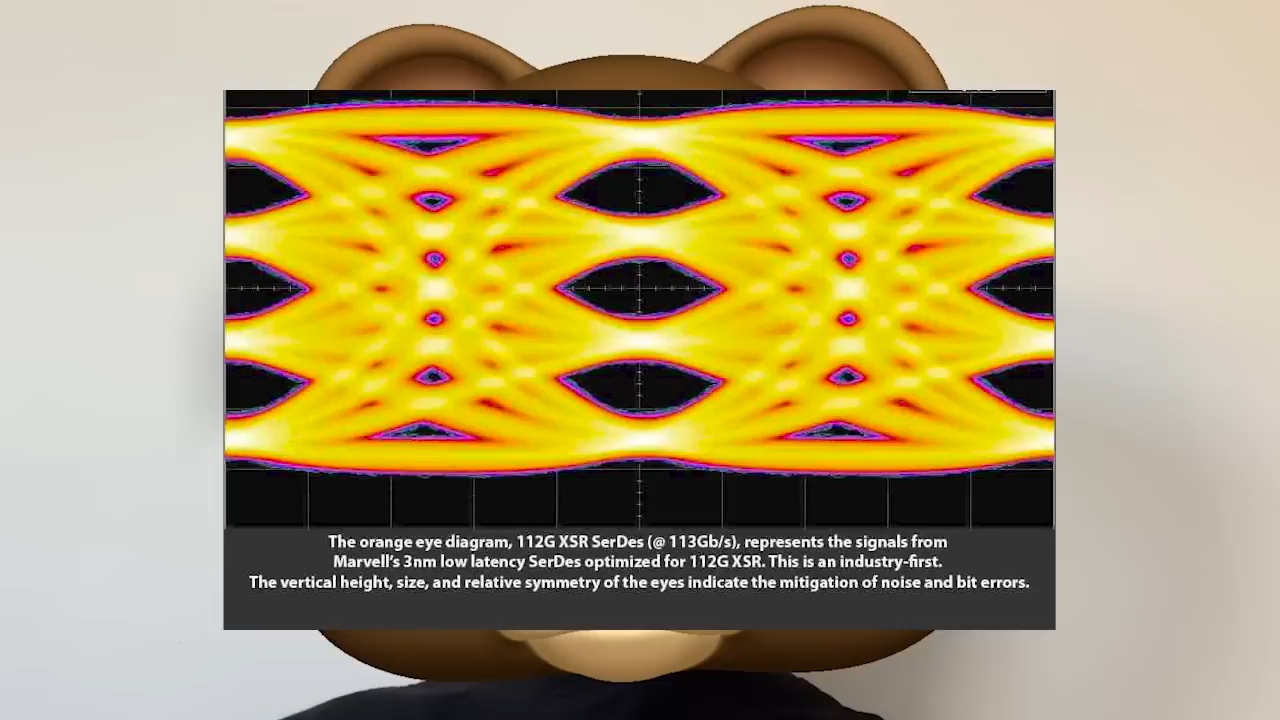 The orange eye diagram, 112G XSR SerDes (@ 113Gb/s), represents the signals from
Marvell's 3nm low latency SerDes optimized for 112G XSR. This is an industry-first.
The vertical height, size, and relative symmetry of the eyes indicate the mitigation of noise and bit errors.